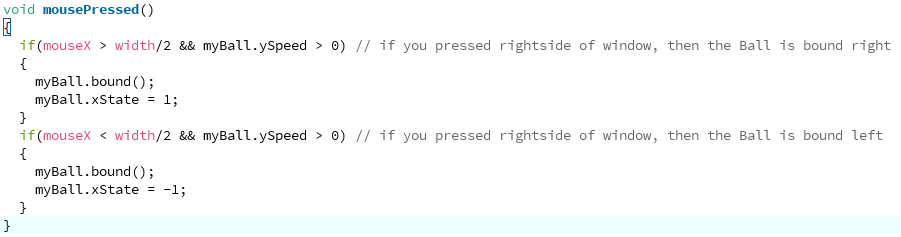 void mousePressed()
{
  if(mouseX > width/2 && myBall.ySpeed > 0) // if you pressed rightside of window, then the Ball is bound right
  {
    myBall.bound();
    myBall.xState = 1;
  }
  if(mouseX < width/2 && myBall.ySpeed > 0) // if you pressed rightside of window, then the Ball is bound left
  {
    myBall.bound();
    myBall.xState = -1;
  }
}